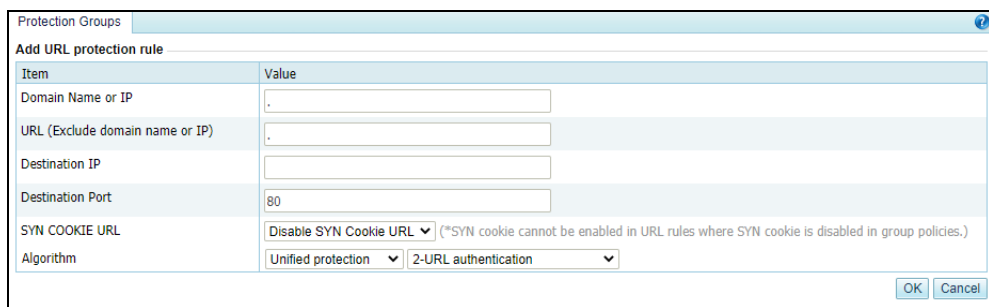 Protection Groups
Add URL protection rule
Item Value
Domain Name or IP .
URL (Exclude domain name or IP) .
Destination IP
Destination Port 80
SYN COOKIE URL Disable SYN Cookie URL (*SYN cookie cannot be enabled in URL rules where SYN cookie is disabled in group policies.)
Algorithm Unified protection 2-URL authentication
OK Cancel